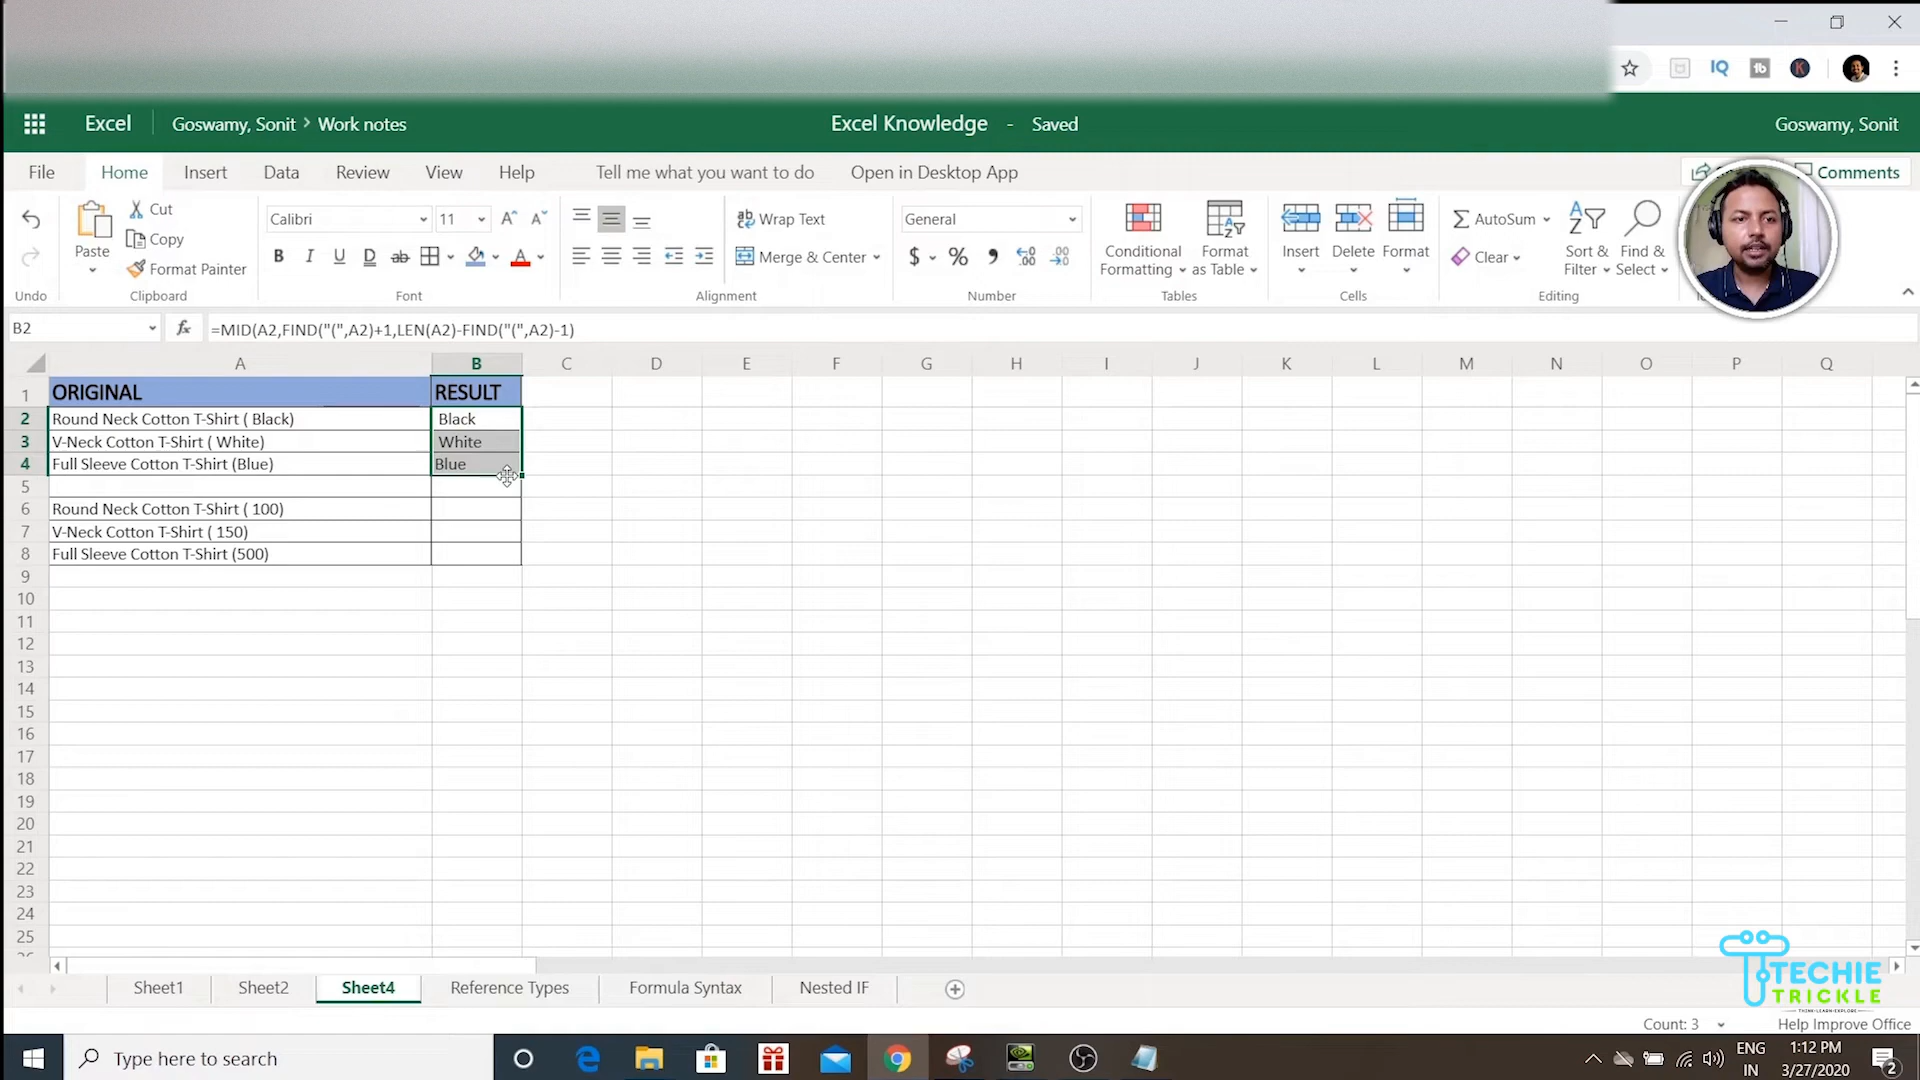 IQ
tb
K
Excel
Goswamy, Sonit > Work notes
Excel Knowledge - Saved
Goswamy, Sonit
File
Home
Insert
Data
Review
View
Help
Tell me what you want to do
Open in Desktop App
Comments
Undo
Paste
Cut
Copy
Format Painter
Clipboard
Calibri
11
B I U D ab
A
Font
Wrap Text
Merge & Center
Alignment
General
$ % ,
Number
Conditional Formatting
Format as Table
Tables
Insert
Delete
Format
Cells
AutoSum
Clear
Sort & Filter
Find & Select
Editing
B2
fx
=MID(A2,FIND("(",A2)+1,LEN(A2)-FIND("(",A2)-1)
A B C D E F G H I J K L M N O P Q
1 ORIGINAL RESULT
2 Round Neck Cotton T-Shirt ( Black) Black
3 V-Neck Cotton T-Shirt ( White) White
4 Full Sleeve Cotton T-Shirt (Blue) Blue
5
6 Round Neck Cotton T-Shirt ( 100)
7 V-Neck Cotton T-Shirt ( 150)
8 Full Sleeve Cotton T-Shirt (500)
9
10
11
12
13
14
15
16
17
18
19
20
21
22
23
24
25
TECHIE
TRICKLE
THINK-LEARN-EXPLORE
Sheet1
Sheet2
Sheet4
Reference Types
Formula Syntax
Nested IF
Count: 3
Help Improve Office
Type here to search
ENG
IN
1:12 PM
3/27/2020
2